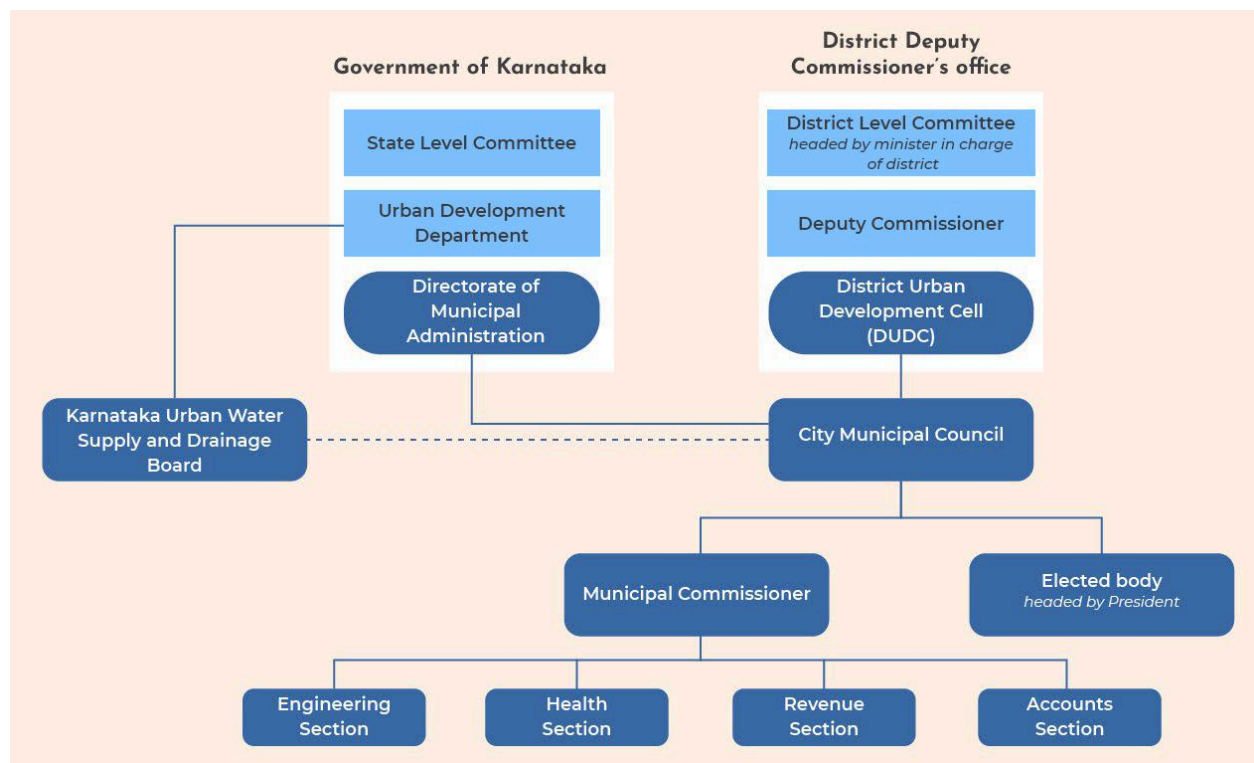 Government of Karnataka
District Deputy
Commissioner's office
State Level Committee
District Level Committee
headed by minister in charge
of district
Urban Development
Department
Deputy Commissioner
Directorate of
Municipal
Administration
District Urban
Development Cell
(DUDC)
Karnataka Urban Water
Supply and Drainage
Board
City Municipal Council
Municipal Commissioner
Elected body
headed by President
Engineering
Section
Health
Section
Revenue
Section
Accounts
Section